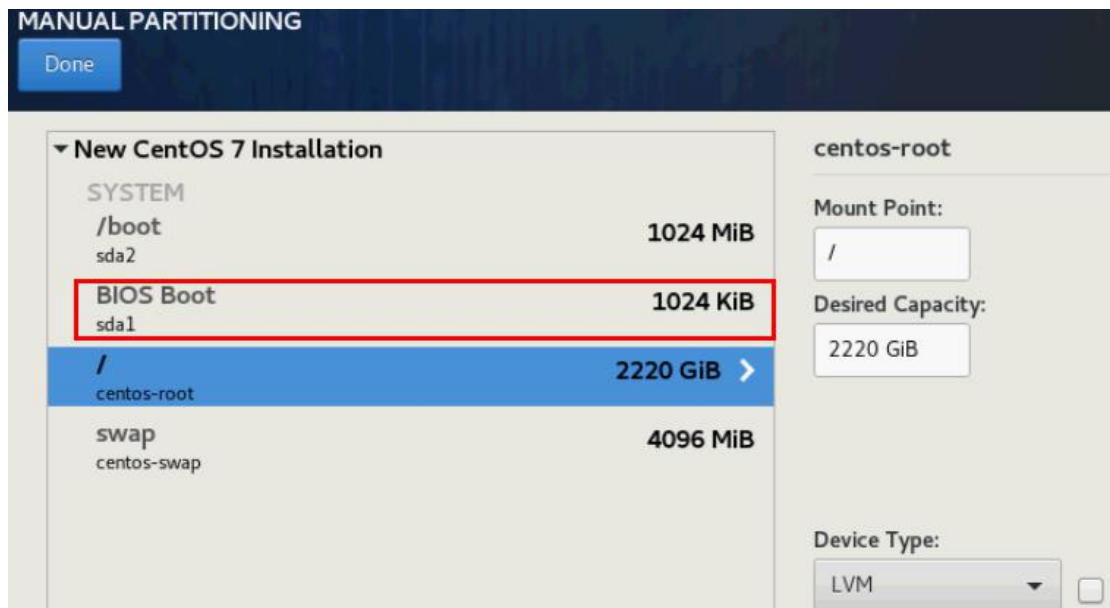 MANUAL PARTITIONING
Done
New CentOS 7 Installation
SYSTEM
/boot
1024 MiB
sda2
BIOS Boot
1024 KiB
sda1
/
2220 GiB
centos-root
swap
4096 MiB
centos-swap
centos-root
Mount Point:
/
Desired Capacity:
2220 GiB
Device Type:
LVM